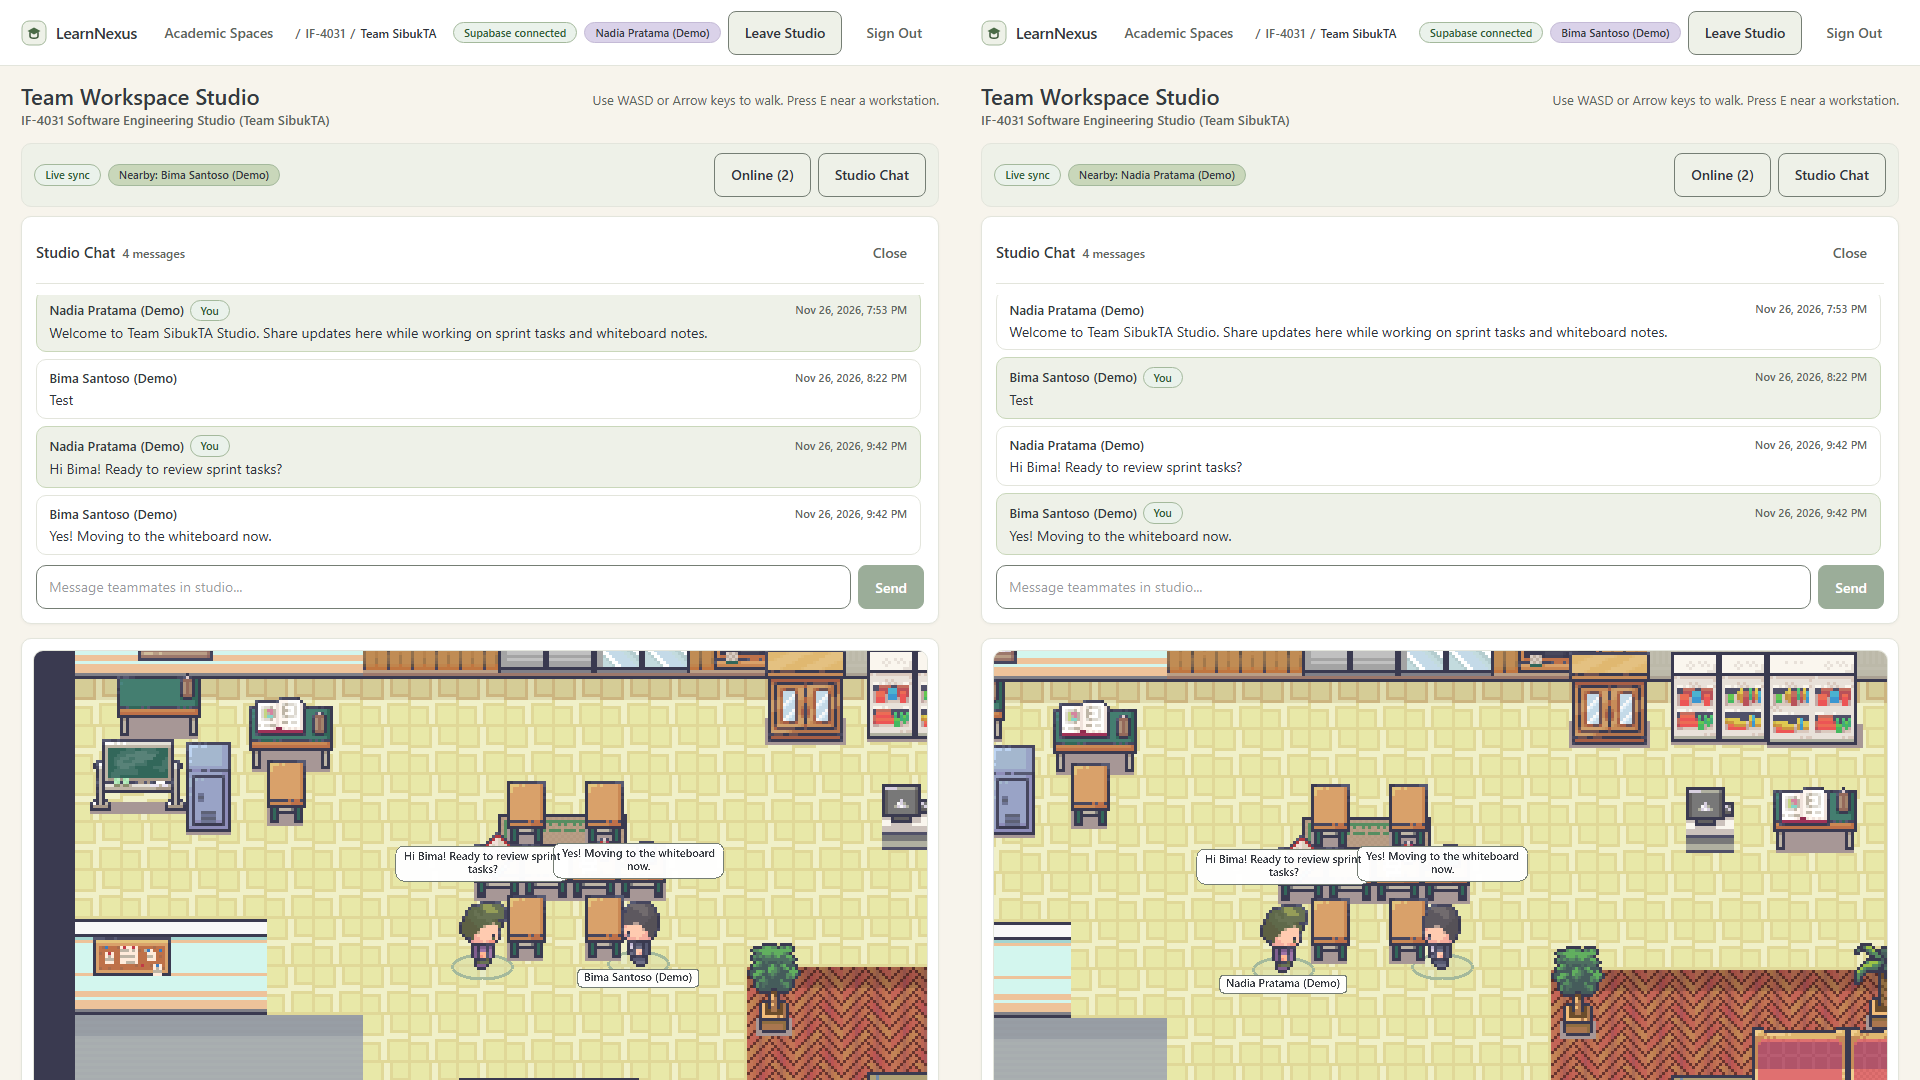 LearnNexus Academic Spaces / IF-4031 / Team SibukTA Supabase connected Nadia Pratama (Demo) Leave Studio Sign Out
Team Workspace Studio
IF-4031 Software Engineering Studio (Team SibukTA)
Use WASD or Arrow keys to walk. Press E near a workstation.
Live sync Nearby: Bima Santoso (Demo) Online (2) Studio Chat
Studio Chat 4 messages Close
Nadia Pratama (Demo) You Nov 26, 2026, 7:53 PM
Welcome to Team SibukTA Studio. Share updates here while working on sprint tasks and whiteboard notes.
Bima Santoso (Demo) Nov 26, 2026, 8:22 PM
Test
Nadia Pratama (Demo) You Nov 26, 2026, 9:42 PM
Hi Bima! Ready to review sprint tasks?
Bima Santoso (Demo) Nov 26, 2026, 9:42 PM
Yes! Moving to the whiteboard now.
Message teammates in studio... Send
Hi Bima! Ready to review sprint
tasks?
Yes! Moving to the whiteboard
now.
Bima Santoso (Demo)
LearnNexus Academic Spaces / IF-4031 / Team SibukTA Supabase connected Bima Santoso (Demo) Leave Studio Sign Out
Team Workspace Studio
IF-4031 Software Engineering Studio (Team SibukTA)
Use WASD or Arrow keys to walk. Press E near a workstation.
Live sync Nearby: Nadia Pratama (Demo) Online (2) Studio Chat
Studio Chat 4 messages Close
Nadia Pratama (Demo) Nov 26, 2026, 7:53 PM
Welcome to Team SibukTA Studio. Share updates here while working on sprint tasks and whiteboard notes.
Bima Santoso (Demo) You Nov 26, 2026, 8:22 PM
Test
Nadia Pratama (Demo) Nov 26, 2026, 9:42 PM
Hi Bima! Ready to review sprint tasks?
Bima Santoso (Demo) You Nov 26, 2026, 9:42 PM
Yes! Moving to the whiteboard now.
Message teammates in studio... Send
Hi Bima! Ready to review sprint
tasks?
Yes! Moving to the whiteboard
now.
Nadia Pratama (Demo)